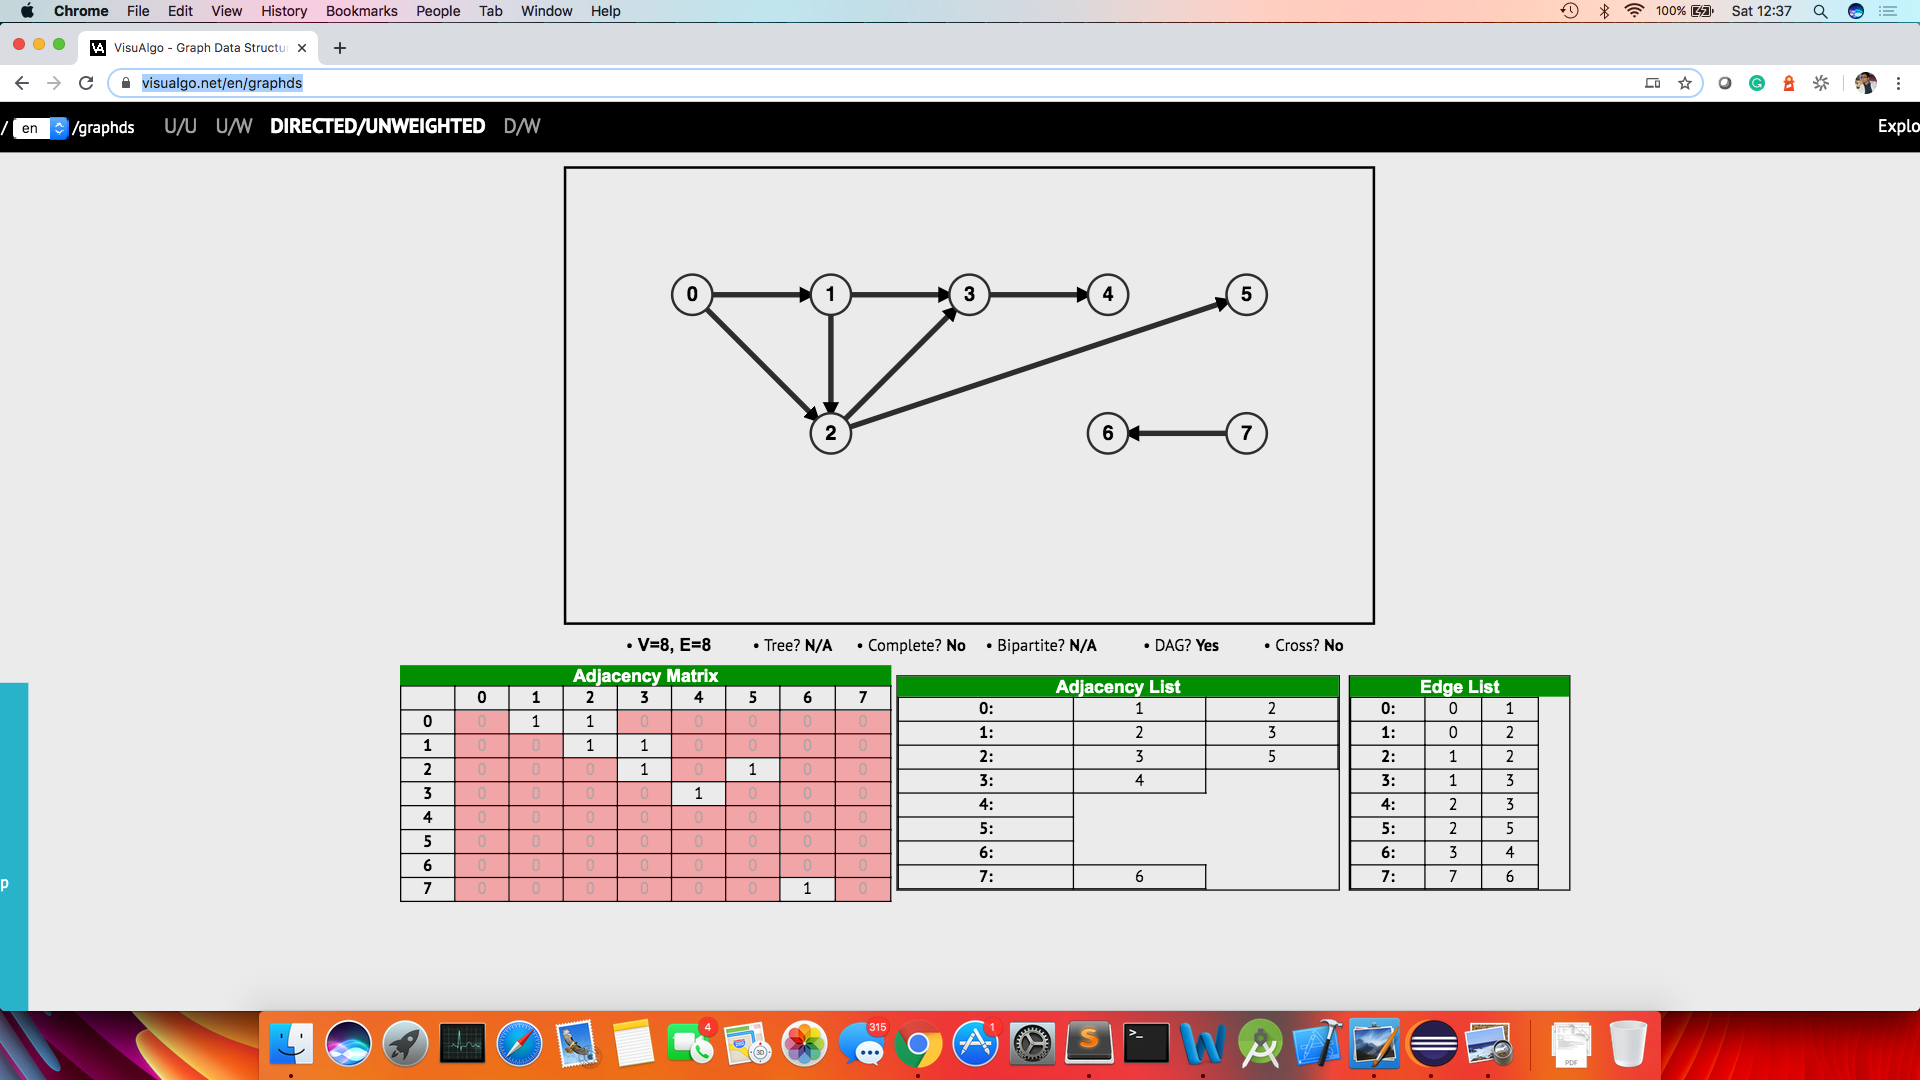 Chrome File Edit View History Bookmarks People Tab Window Help 100% Sat 12:37
VisuAlgo - Graph Data Structu
visualgo.net/en/graphds
/ en /graphds U/U U/W DIRECTED/UNWEIGHTED D/W Explo
0 1 3 4 5
2 6 7
• V=8, E=8 • Tree? N/A • Complete? No • Bipartite? N/A • DAG? Yes • Cross? No
Adjacency Matrix
0 1 2 3 4 5 6 7
0 0 1 1 0 0 0 0 0
1 0 0 1 1 0 0 0 0
2 0 0 0 1 0 1 0 0
3 0 0 0 0 1 0 0 0
4 0 0 0 0 0 0 0 0
5 0 0 0 0 0 0 0 0
6 0 0 0 0 0 0 0 0
7 0 0 0 0 0 0 1 0
Adjacency List
0: 1 2
1: 2 3
2: 3 5
3: 4
4:
5:
6:
7: 6
Edge List
0: 0 1
1: 0 2
2: 1 2
3: 1 3
4: 2 3
5: 2 5
6: 3 4
7: 7 6
p
4 315 1
PDF